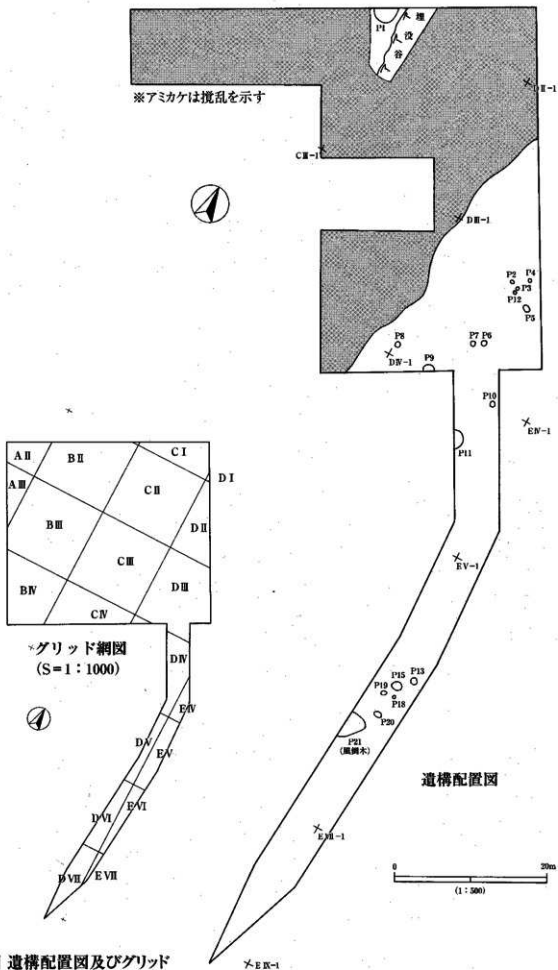 P1
埋
没
谷
※アミカケは撹乱を示す
DII-1
CIII-1
DIII-1
P2
P4
P3
P12
P5
P8
P7
P6
DIV-1
P9
P10
EIV-1
P11
EV-1
P19
P15
P13
P18
P20
P21
(風倒木)
遺構配置図
EVII-1
0
20m
(1:500)
EIX-1
AII
BII
CI
DI
AIII
CII
BIII
DII
CIII
BIV
DIII
CIV
グリッド網図
(S=1:1000)
DIV
EIV
DV
EV
DVI
EVI
DVII
EVII
遺構配置図及びグリッド